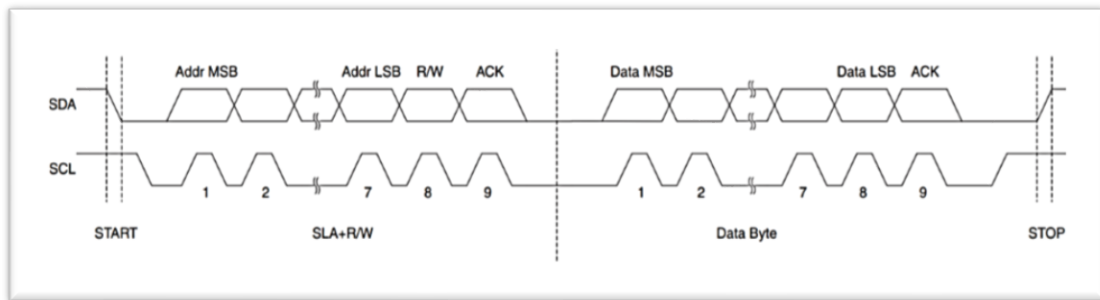 Addr MSB Addr LSB R/W ACK Data MSB Data LSB ACK
SDA
SCL
1 2 7 8 9 1 2 7 8 9
START SLA+R/W Data Byte STOP